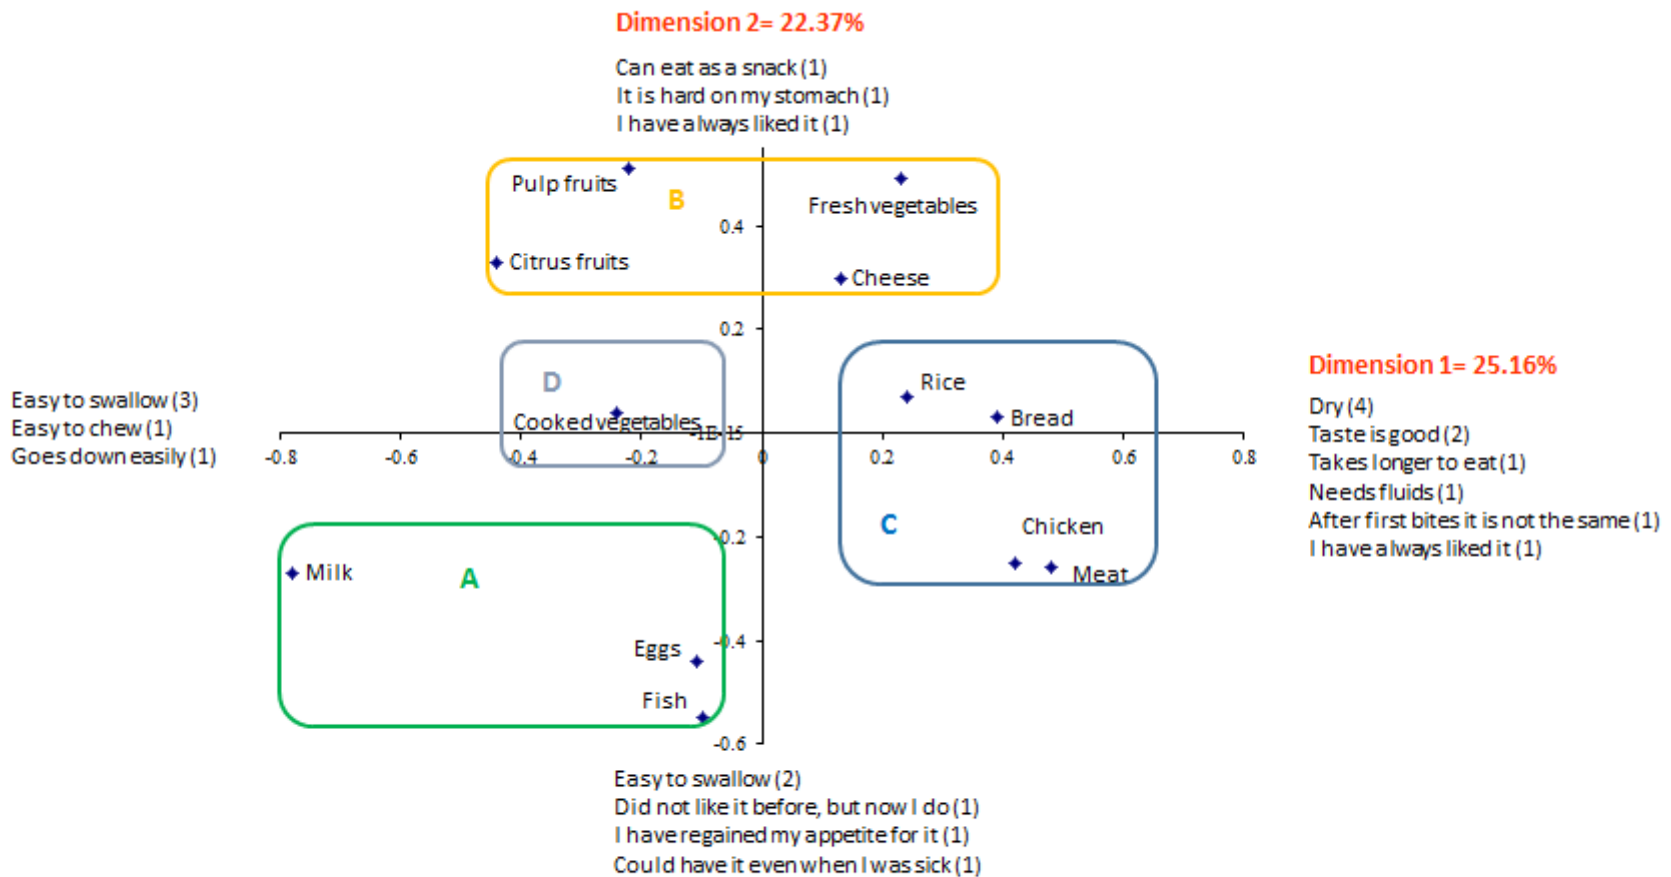 Dimension 2= 22.37%
Can eat as a snack (1)
It is hard on my stomach (1)
I have always liked it (1)
Pulp fruits
B
Fresh vegetables
0.4
Citrus fruits
Cheese
0.2
Dimension 1= 25.16%
D
Rice
Easy to swallow (3)
Dry (4)
Cooked vegetables
Bread
Easy to chew (1)
-1E-15
Taste is good (2)
Goes down easily (1)
-0.8
-0.6
-0.4
-0.2
0
0.2
0.4
0.6
0.8
Takes longer to eat (1)
Needs fluids (1)
After first bites it is not the same (1)
I have always liked it (1)
C
Chicken
-0.2
Milk
A
Meat
Eggs
-0.4
Fish
-0.6
Easy to swallow (2)
Did not like it before, but now I do (1)
I have regained my appetite for it (1)
Could have it even when I was sick (1)